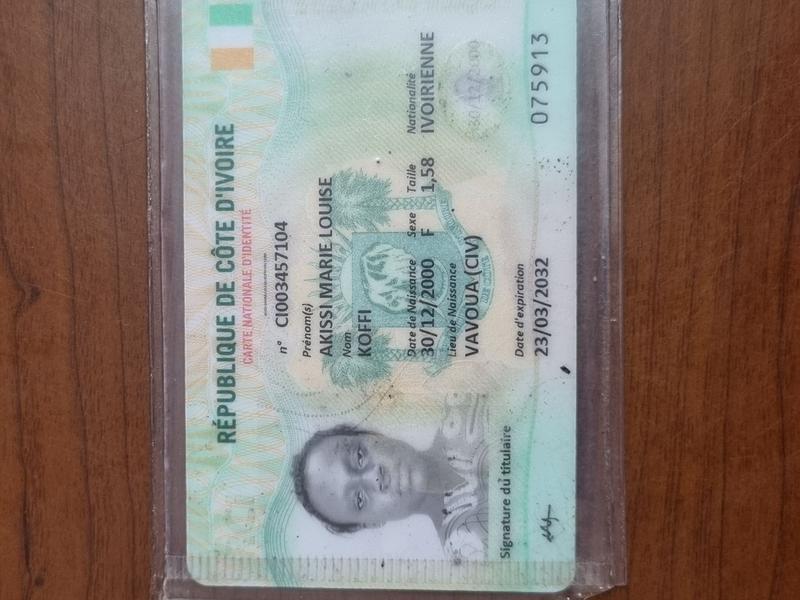 RÉPUBLIQUE DE CÔTE D'IVOIRE
CARTE NATIONALE D'IDENTITÉ
n° CI003457104
Prénom(s)
AKISSI MARIE LOUISE
Nom
KOFFI
Date de Naissance Sexe Taille Nationalité
30/12/2000 F 1,58 IVOIRIENNE
Lieu de Naissance
VAVOUA (CIV)
Date d'expiration
23/03/2032
075913
Signature du titulaire